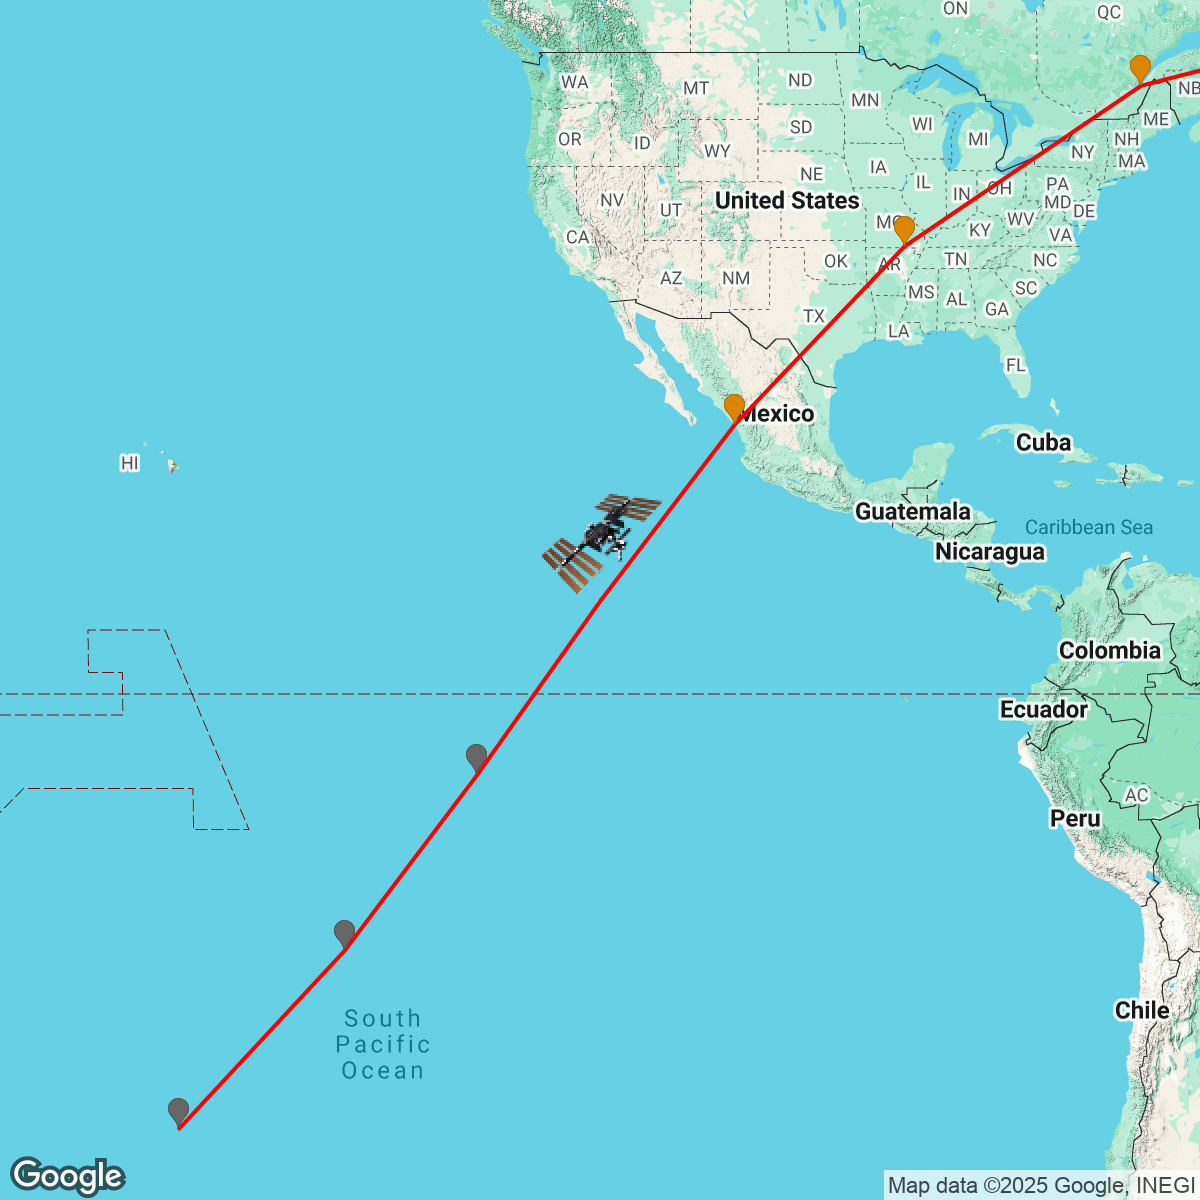 ON
QC
WA
MT
ND
MN
NB
OR
ID
SD
WI
MI
ME
NH
WY
NY
MA
NE
IA
IL
IN
OH
PA
NV
UT
United States
MD
DE
CA
MO
KY
WV
VA
AZ
NM
OK
AR
TN
NC
MS
AL
SC
TX
LA
GA
FL
Mexico
HI
Cuba
Guatemala
Caribbean Sea
Nicaragua
Colombia
Ecuador
AC
Peru
Chile
South
Pacific
Ocean
Google
Map data ©2025 Google, INEGI